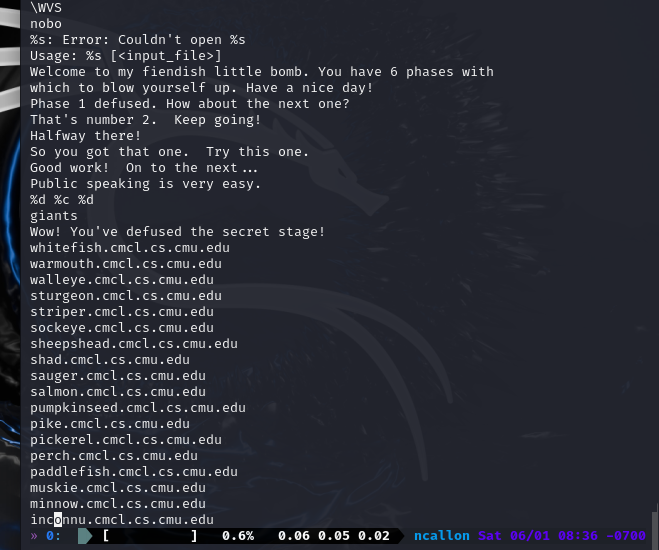 \WVS
nobo
%s: Error: Couldn't open %s
Usage: %s [<input_file>]
Welcome to my fiendish little bomb. You have 6 phases with
which to blow yourself up. Have a nice day!
Phase 1 defused. How about the next one?
That's number 2.  Keep going!
Halfway there!
So you got that one.  Try this one.
Good work!  On to the next...
Public speaking is very easy.
%d %c %d
giants
Wow! You've defused the secret stage!
whitefish.cmcl.cs.cmu.edu
warmouth.cmcl.cs.cmu.edu
walleye.cmcl.cs.cmu.edu
sturgeon.cmcl.cs.cmu.edu
striper.cmcl.cs.cmu.edu
sockeye.cmcl.cs.cmu.edu
sheepshead.cmcl.cs.cmu.edu
shad.cmcl.cs.cmu.edu
sauger.cmcl.cs.cmu.edu
salmon.cmcl.cs.cmu.edu
pumpkinseed.cmcl.cs.cmu.edu
pike.cmcl.cs.cmu.edu
pickerel.cmcl.cs.cmu.edu
perch.cmcl.cs.cmu.edu
paddlefish.cmcl.cs.cmu.edu
muskie.cmcl.cs.cmu.edu
minnow.cmcl.cs.cmu.edu
inconnu.cmcl.cs.cmu.edu
» 0: [ ] 0.6% 0.06 0.05 0.02 ncallon Sat 06/01 08:36 -0700